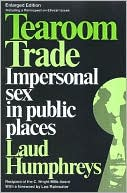 Enlarged Edition
Including a Retrospect on Ethical Issues
Tearoom
Trade
Impersonal
sex
in public
places
Laud
Humphreys
Recipient of the C. Wright Mills Award
With a foreword by Lee Rainwater